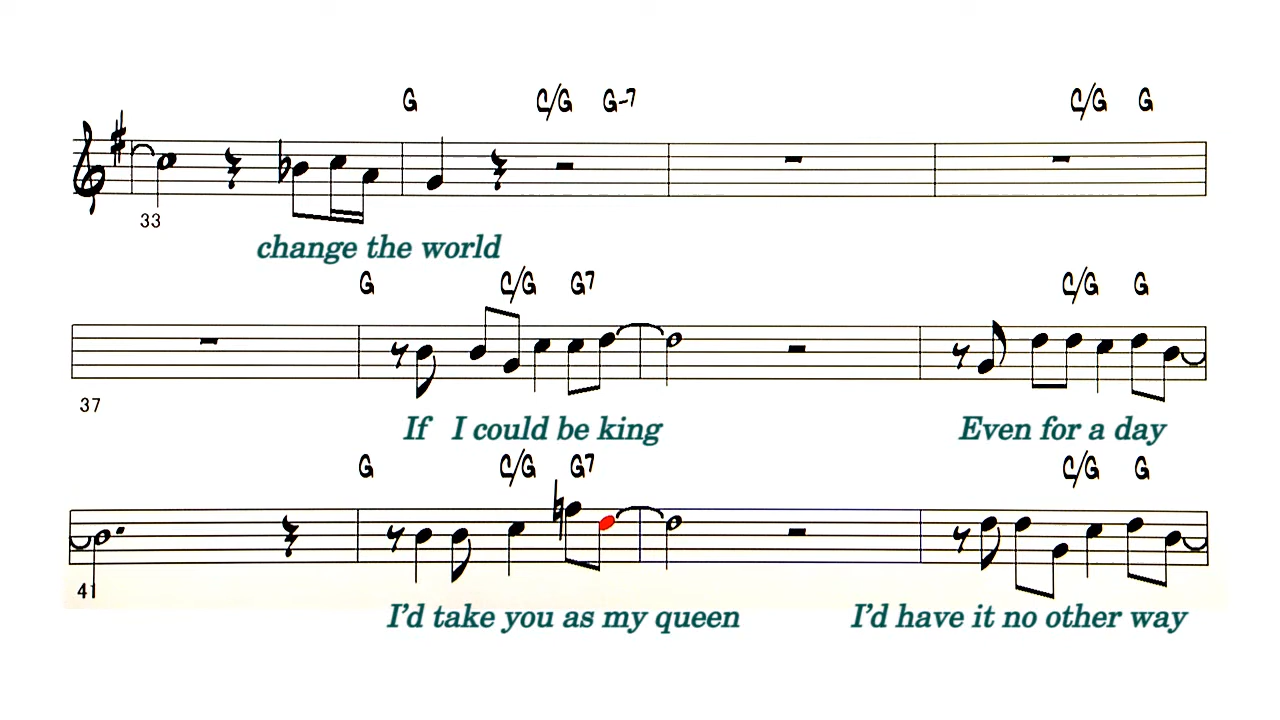 G C/G G-7 C/G G
33
change the world
G C/G G7 C/G G
37
If I could be king Even for a day
G C/G G7 C/G G
41
I'd take you as my queen I'd have it no other way